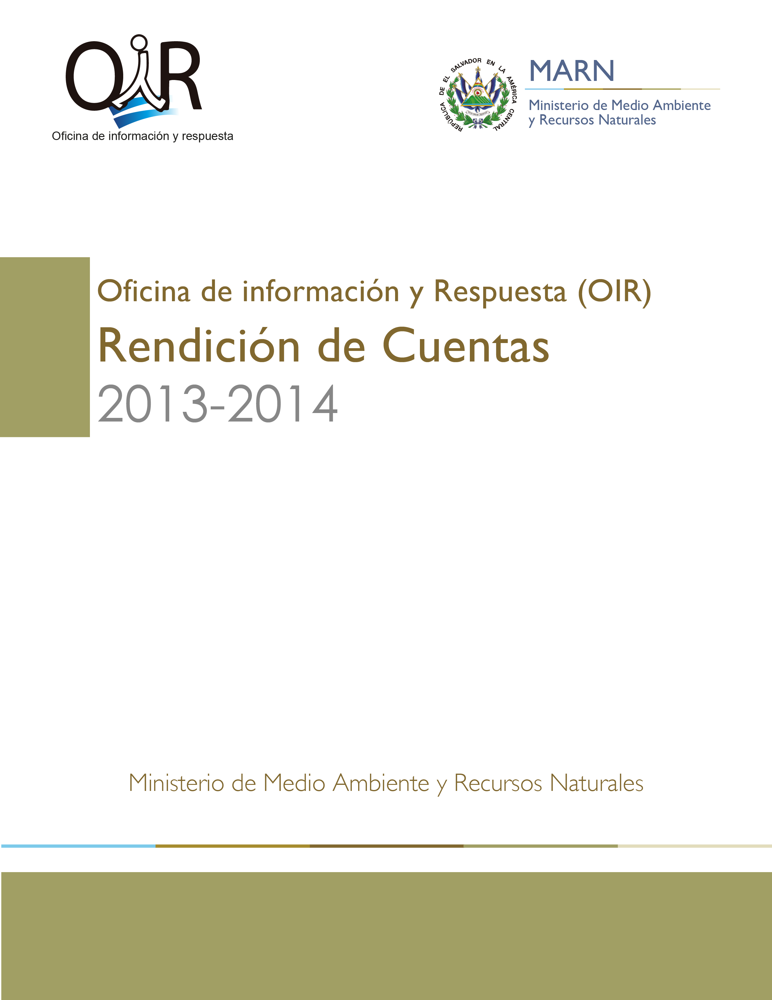 OiR
Oficina de información y respuesta
REPÚBLICA DE EL SALVADOR EN LA AMÉRICA CENTRAL
MARN
Ministerio de Medio Ambiente
y Recursos Naturales
Oficina de información y Respuesta (OIR)
Rendición de Cuentas
2013-2014
Ministerio de Medio Ambiente y Recursos Naturales